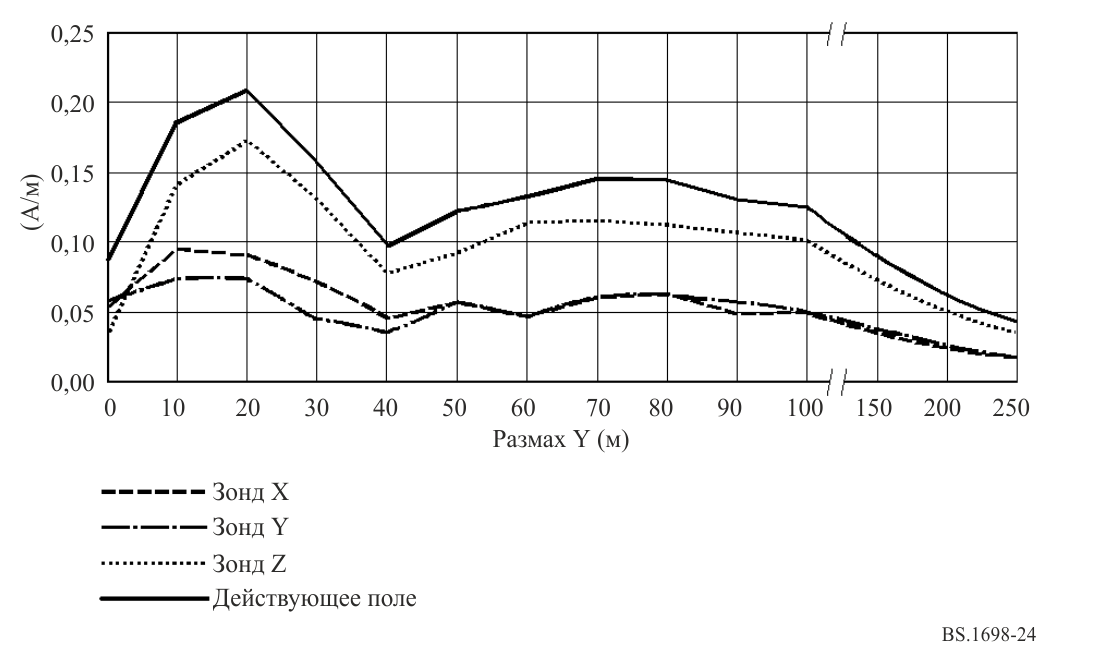 0,25
0,20
0,15
0,10
0,05
0,00
(А/м)
0 10 20 30 40 50 60 70 80 90 100 150 200 250
Размах Y (м)
Зонд X
Зонд Y
Зонд Z
Действующее поле
BS.1698-24